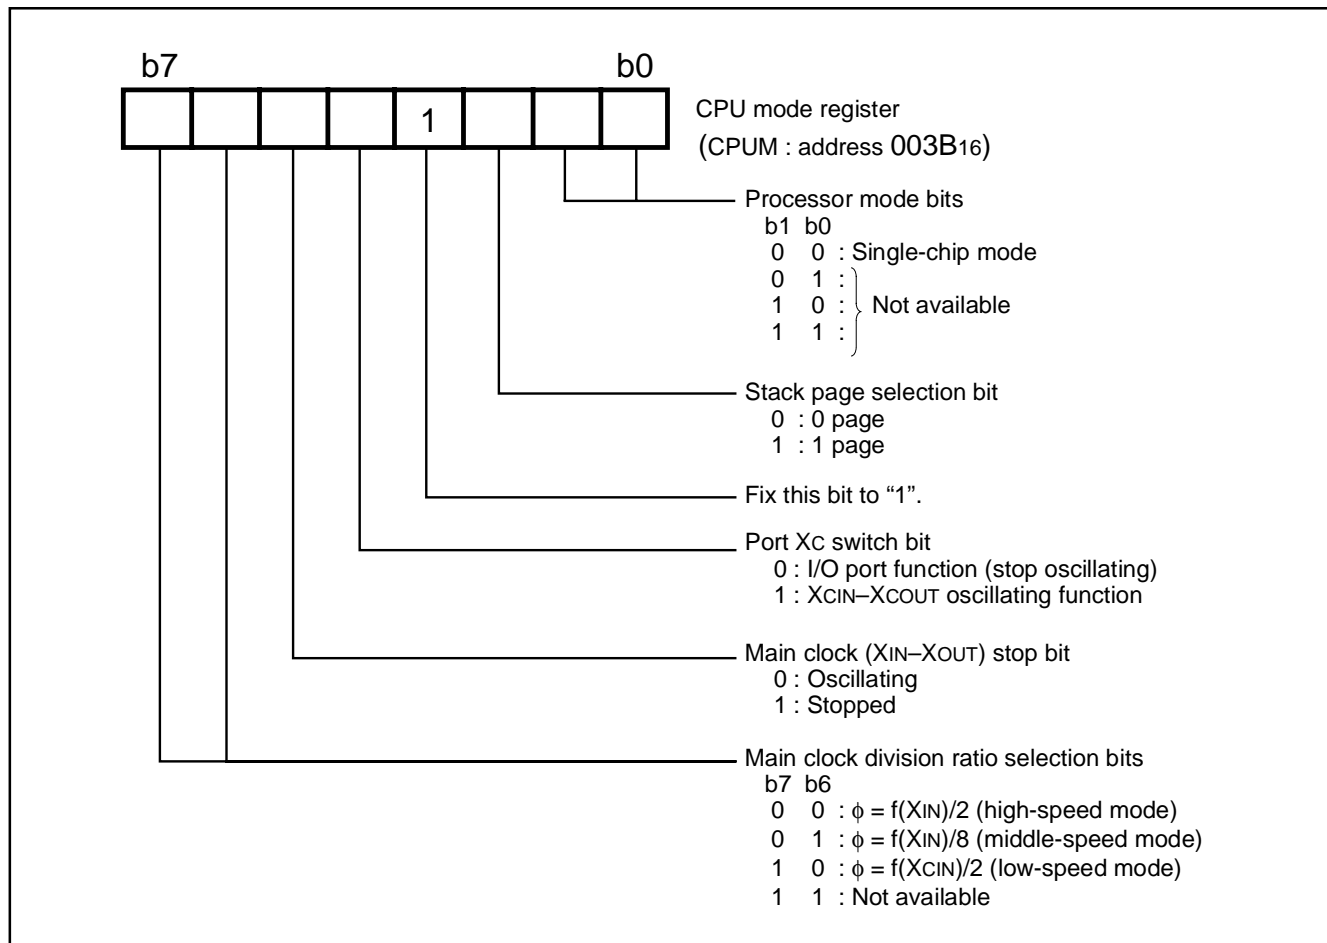 b7 b0
1
CPU mode register
(CPUM : address 003B16)
Processor mode bits
b1 b0
0 0 : Single-chip mode
0 1 :
1 0 : Not available
1 1 :
Stack page selection bit
0 : 0 page
1 : 1 page
Fix this bit to “1”.
Port XC switch bit
0 : I/O port function (stop oscillating)
1 : XCIN–XCOUT oscillating function
Main clock (XIN–XOUT) stop bit
0 : Oscillating
1 : Stopped
Main clock division ratio selection bits
b7 b6
0 0 : ϕ = f(XIN)/2 (high-speed mode)
0 1 : ϕ = f(XIN)/8 (middle-speed mode)
1 0 : ϕ = f(XCIN)/2 (low-speed mode)
1 1 : Not available